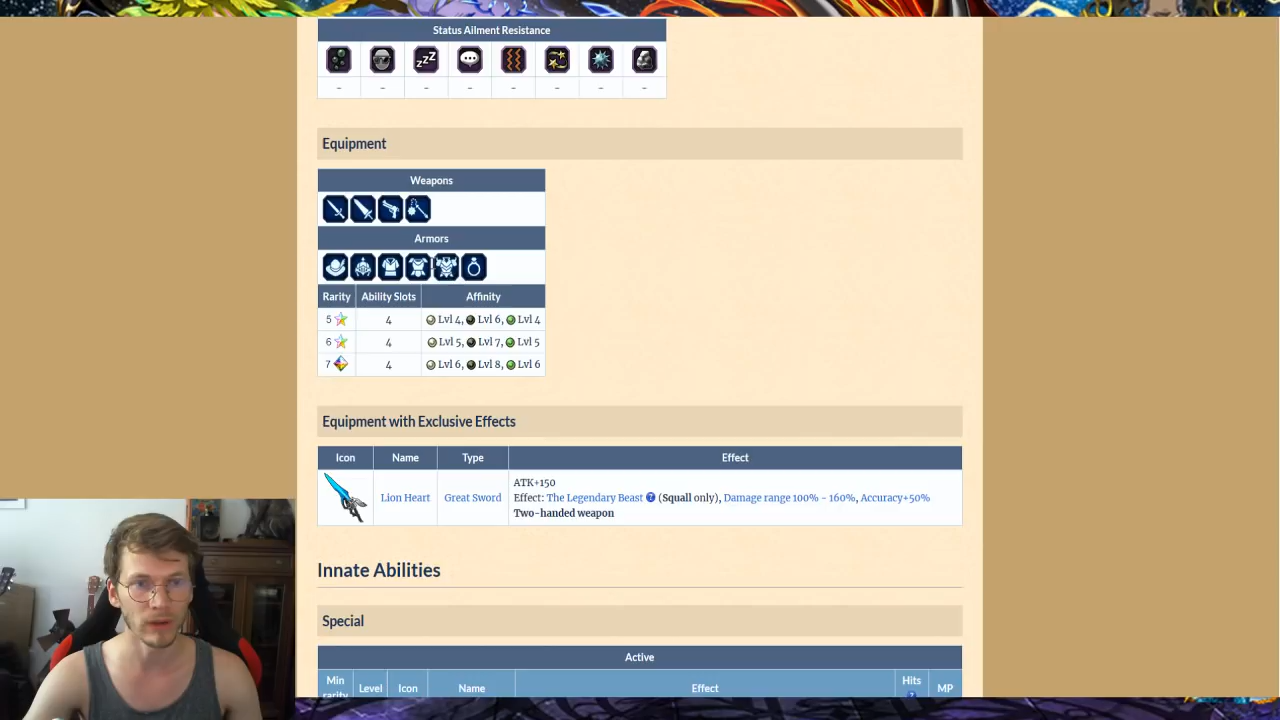 Status Ailment Resistance
zZZ
- - - - - - - -
Equipment
Weapons
Armors
Rarity Ability Slots Affinity
5 4 Lvl 4, Lvl 6, Lvl 4
6 4 Lvl 5, Lvl 7, Lvl 5
7 4 Lvl 6, Lvl 8, Lvl 6
Equipment with Exclusive Effects
Icon Name Type Effect
Lion Heart Great Sword ATK+150
Effect: The Legendary Beast ? (Squall only), Damage range 100% - 160%, Accuracy+50%
Two-handed weapon
Innate Abilities
Special
Active
Min rarity Level Icon Name Effect Hits ? MP